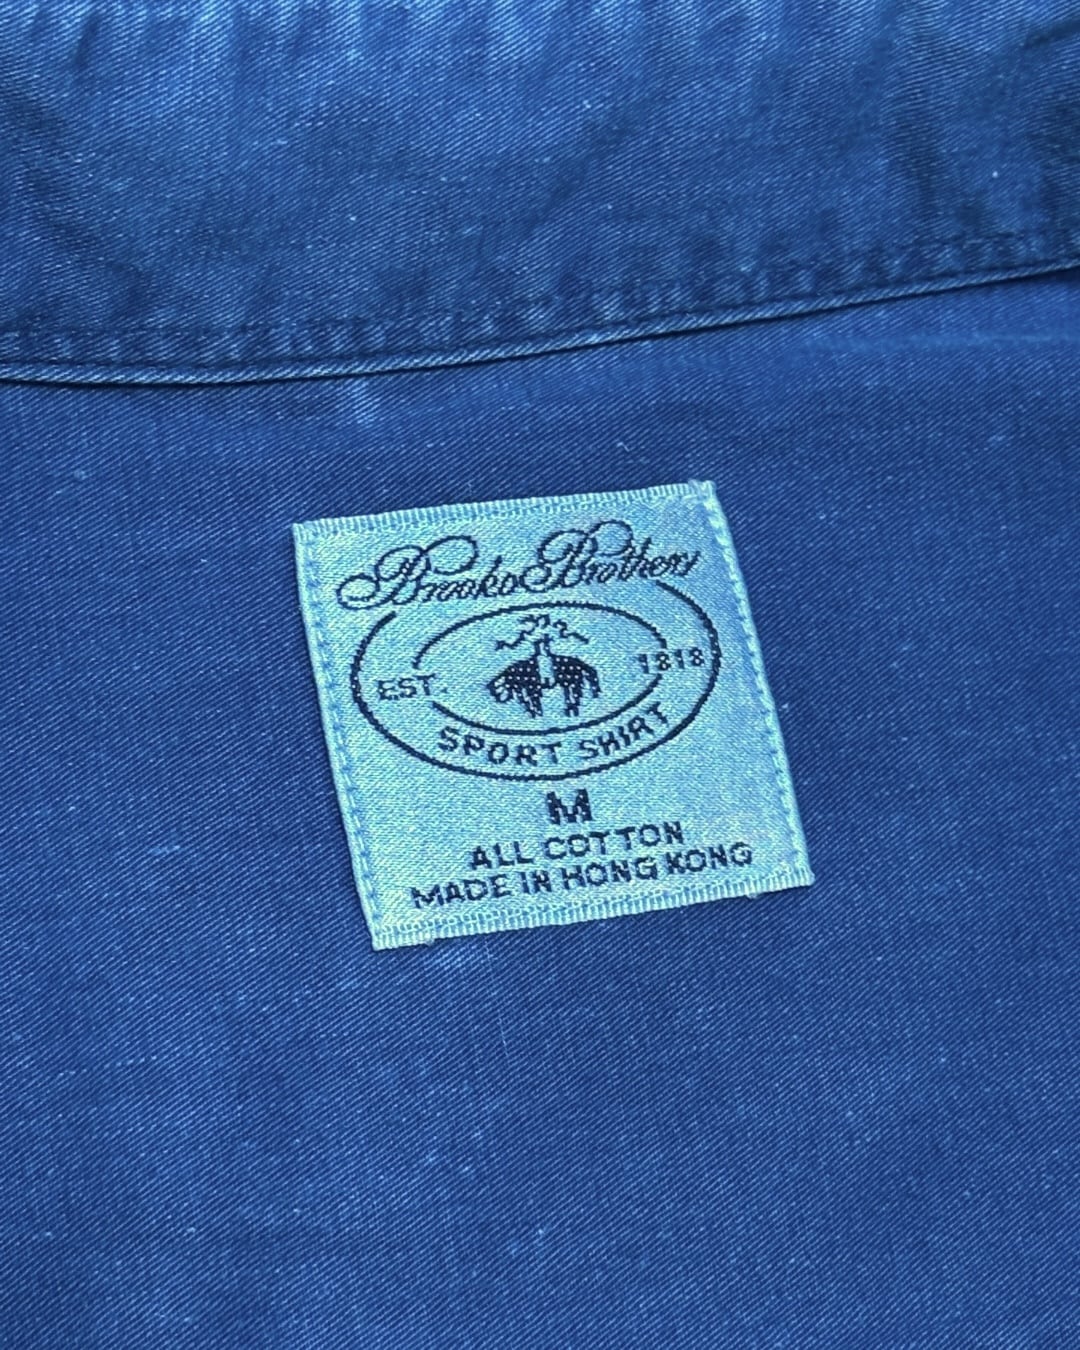 Brooks Brothers
EST. 1818
SPORT SHIRT
M
ALL COTTON
MADE IN HONG KONG